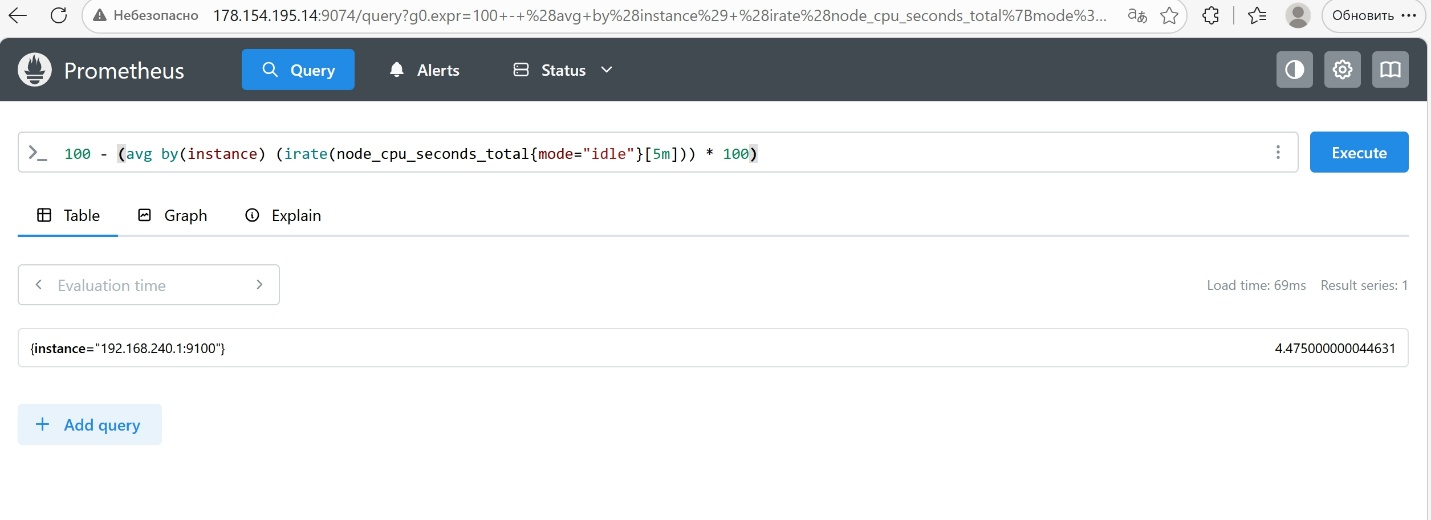 Небезопасно 178.154.195.14:9074/query?g0.expr=100+-+%28avg+by%28instance%29+%28irate%28node_cpu_seconds_total%7Bmode%3... Обновить
Prometheus Query Alerts Status
>_ 100 - (avg by(instance) (irate(node_cpu_seconds_total{mode="idle"}[5m])) * 100) Execute
Table Graph Explain
Evaluation time Load time: 69ms Result series: 1
{instance="192.168.240.1:9100"} 4.475000000044631
+ Add query